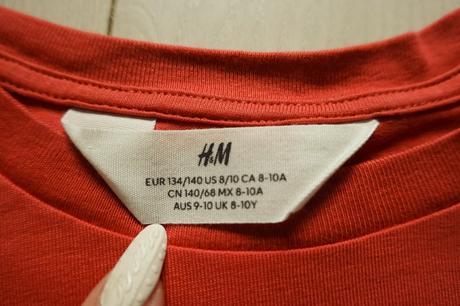 H&M
EUR 134/140 US 8/10 CA 8-10A
CN 140/68 MX 8-10A
AUS 9-10 UK 8-10Y